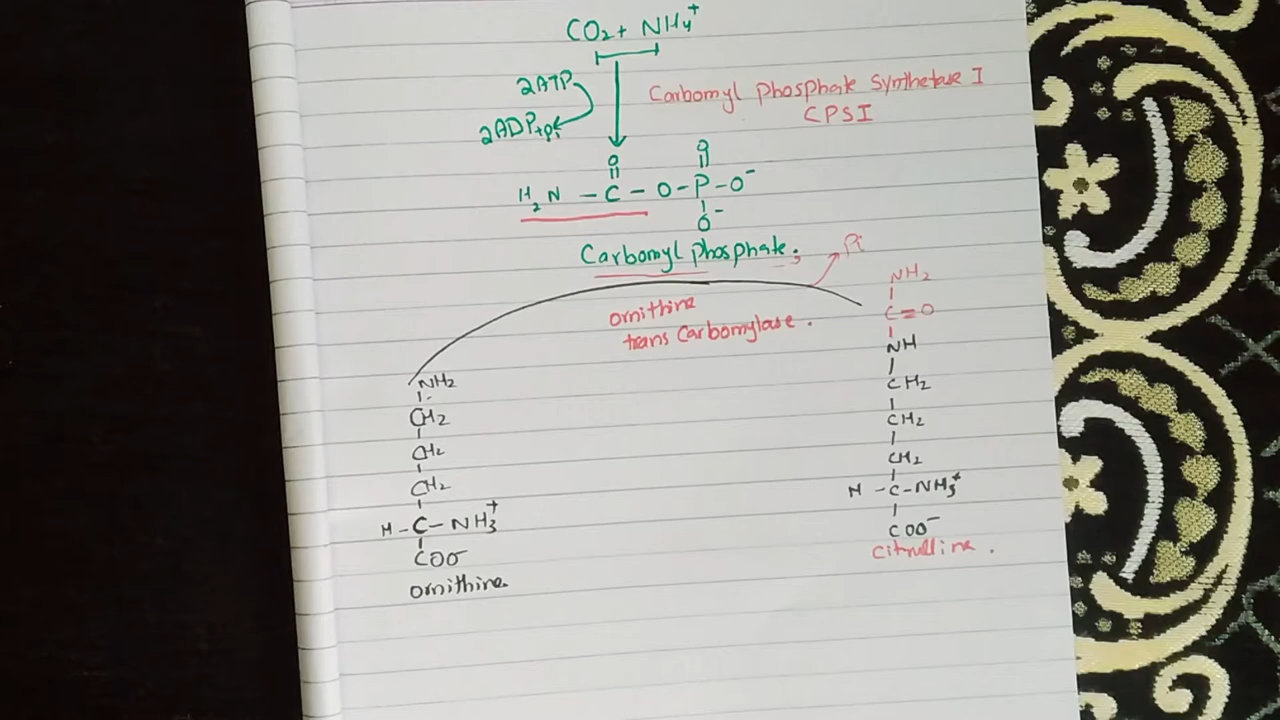 CO2 + NH4+
2ATP
Carbomyl phosphate Synthetase I
CPSI
2ADP+Pi
O O
|| ||
H2N - C - O - P - O-
|
O-
Carbomyl phosphate.
Pi
ornithine
trans Carbomylase.
NH2
|
C=O
|
NH
|
CH2
|
CH2
|
CH2
|
H - C - NH3+
|
COO-
Citrulline.
NH2
|
CH2
|
CH2
|
CH2
|
H - C - NH3+
|
COO-
ornithine